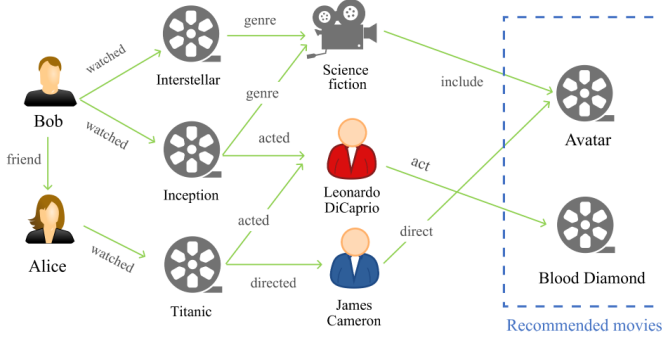 watched
genre
Interstellar
Science
fiction
include
Bob
genre
Avatar
watched
acted
friend
Inception
Leonardo
DiCaprio
act
Alice
watched
acted
direct
Titanic
directed
James
Cameron
Blood Diamond
Recommended movies